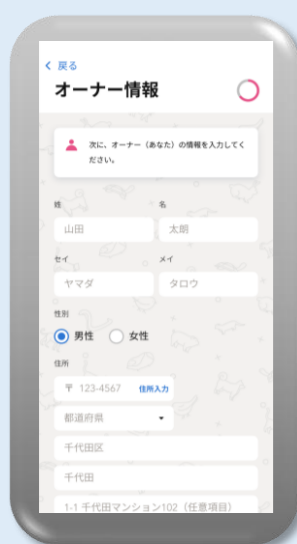 戻る
オーナー情報
次に、オーナー（あなた）の情報を入力してく
ださい。
姓 名
山田 太朗
セイ メイ
ヤマダ タロウ
性別
男性 女性
住所
〒 123-4567 住所入力
都道府県
千代田区
千代田
1-1 千代田マンション102（任意項目）